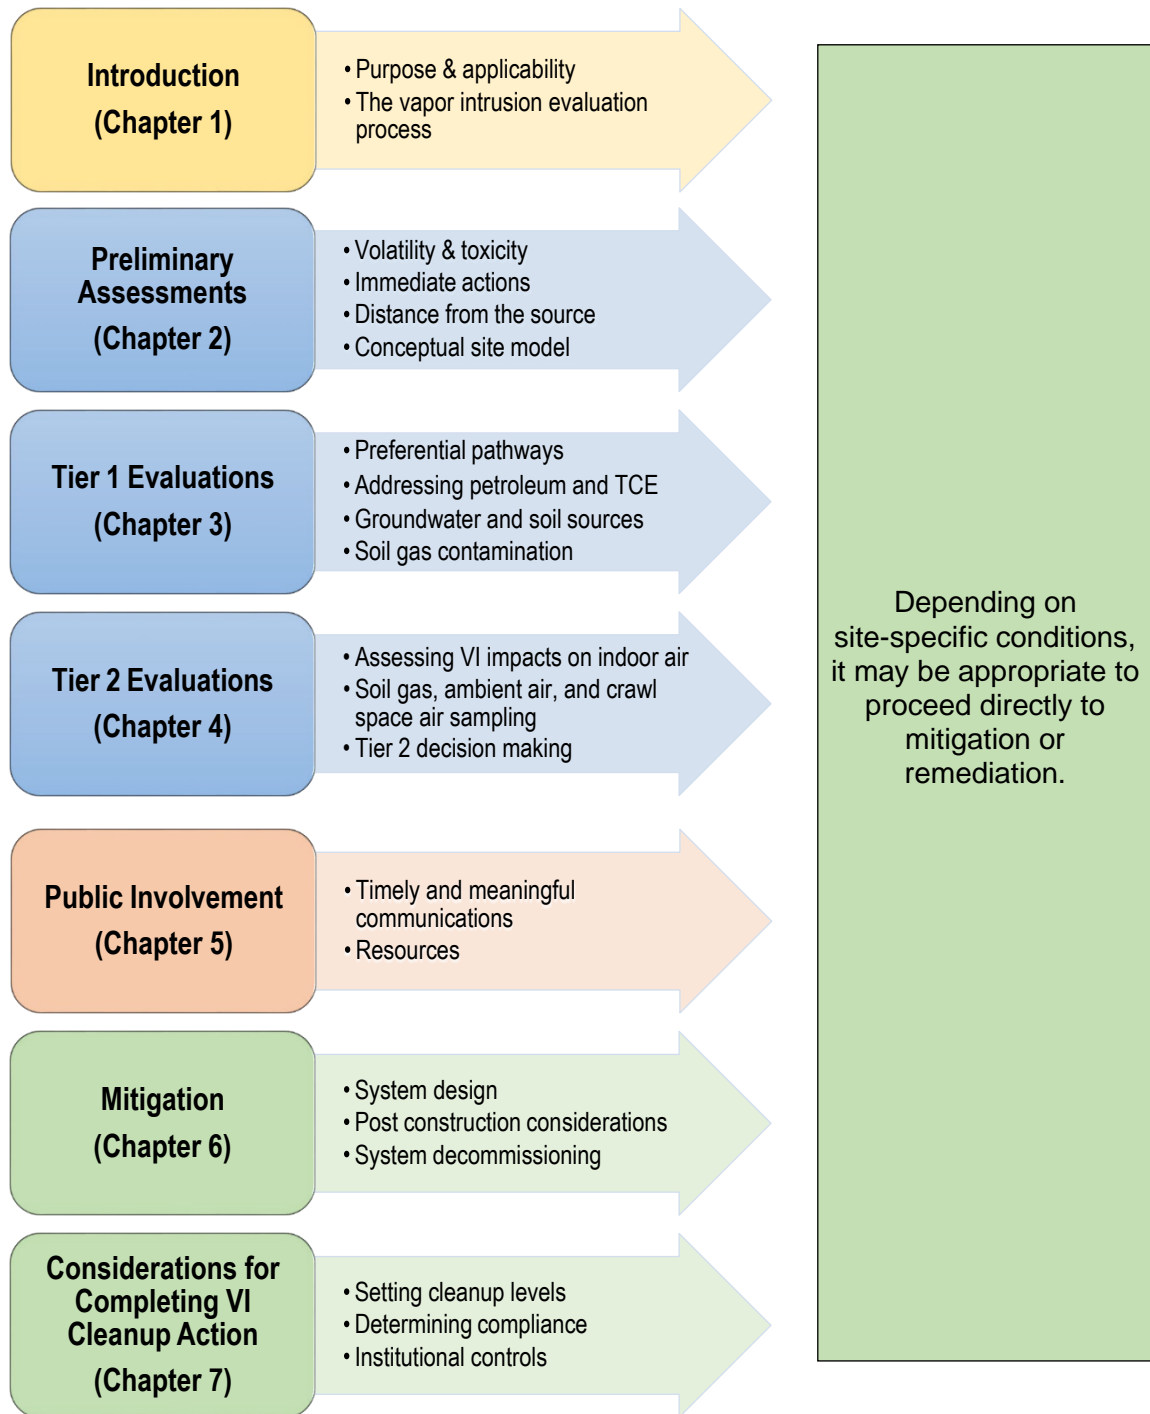 Introduction
(Chapter 1)
• Purpose & applicability
• The vapor intrusion evaluation
process
Preliminary
Assessments
(Chapter 2)
• Volatility & toxicity
• Immediate actions
• Distance from the source
• Conceptual site model
Tier 1 Evaluations
(Chapter 3)
• Preferential pathways
• Addressing petroleum and TCE
• Groundwater and soil sources
• Soil gas contamination
Tier 2 Evaluations
(Chapter 4)
• Assessing VI impacts on indoor air
• Soil gas, ambient air, and crawl
space air sampling
• Tier 2 decision making
Public Involvement
(Chapter 5)
• Timely and meaningful
communications
• Resources
Mitigation
(Chapter 6)
• System design
• Post construction considerations
• System decommissioning
Considerations for
Completing VI
Cleanup Action
(Chapter 7)
• Setting cleanup levels
• Determining compliance
• Institutional controls
Depending on
site-specific conditions,
it may be appropriate to
proceed directly to
mitigation or
remediation.